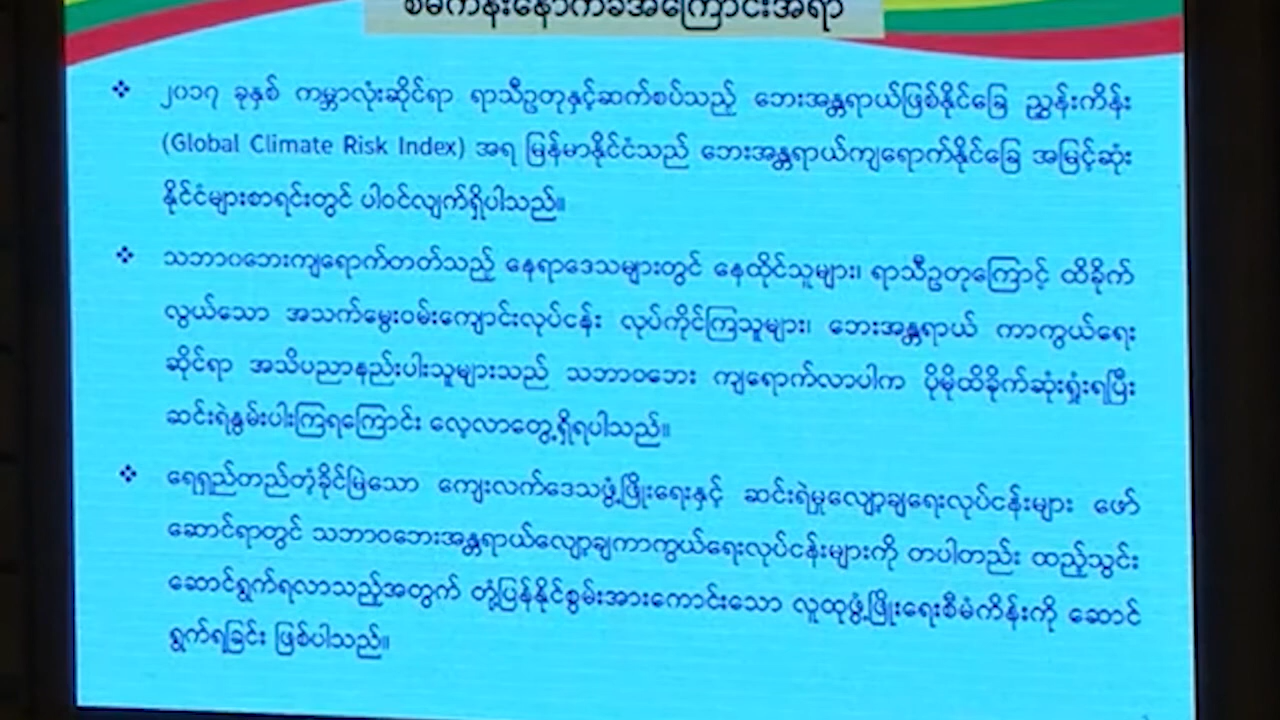 စီမံကိန်းနောက်ခံအကြောင်းအရာ
❖ ၂၀၁၇ ခုနှစ် ကမ္ဘာလုံးဆိုင်ရာ ရာသီဥတုနှင့်ဆက်စပ်သည့် ဘေးအန္တရာယ်ဖြစ်နိုင်ခြေ ညွှန်းကိန်း
(Global Climate Risk Index) အရ မြန်မာနိုင်ငံသည် ဘေးအန္တရာယ်ကျရောက်နိုင်ခြေ အမြင့်ဆုံး
နိုင်ငံများစာရင်းတွင် ပါဝင်လျက်ရှိပါသည်။
❖ သဘာဝဘေးကျရောက်တတ်သည့် နေရာဒေသများတွင် နေထိုင်သူများ၊ ရာသီဥတုကြောင့် ထိခိုက်
လွယ်သော အသက်မွေးဝမ်းကျောင်းလုပ်ငန်း လုပ်ကိုင်ကြသူများ၊ ဘေးအန္တရာယ် ကာကွယ်ရေး
ဆိုင်ရာ အသိပညာနည်းပါးသူများသည် သဘာဝဘေး ကျရောက်လာပါက ပိုမိုထိခိုက်ဆုံးရှုံးရပြီး
ဆင်းရဲနွမ်းပါးကြရကြောင်း လေ့လာတွေ့ရှိရပါသည်။
❖ ရေရှည်တည်တံ့ခိုင်မြဲသော ကျေးလက်ဒေသဖွံ့ဖြိုးရေးနှင့် ဆင်းရဲမှုလျော့ချရေးလုပ်ငန်းများ ဖော်
ဆောင်ရာတွင် သဘာဝဘေးအန္တရာယ်လျော့ချကာကွယ်ရေးလုပ်ငန်းများကို တပါတည်း ထည့်သွင်း
ဆောင်ရွက်ရလာသည့်အတွက် တုံ့ပြန်နိုင်စွမ်းအားကောင်းသော လူထုဖွံ့ဖြိုးရေးစီမံကိန်းကို ဆောင်
ရွက်ရခြင်း ဖြစ်ပါသည်။